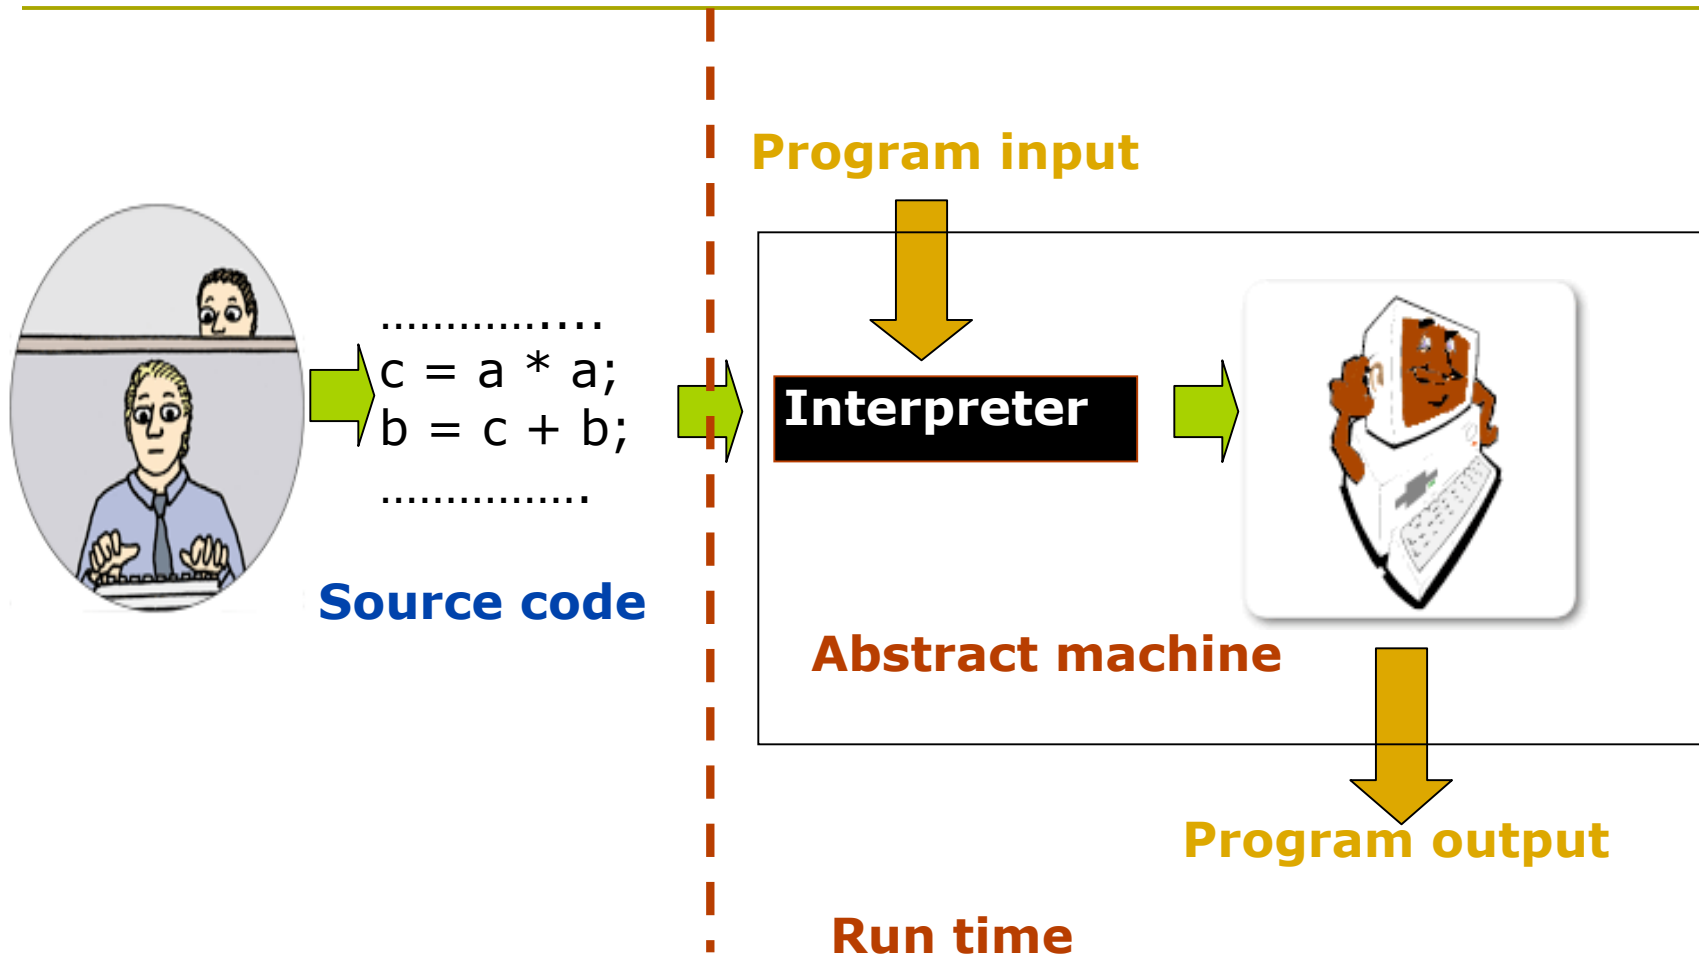 ................
c = a * a;
b = c + b;
................
Source code
Program input
Interpreter
Abstract machine
Program output
Run time